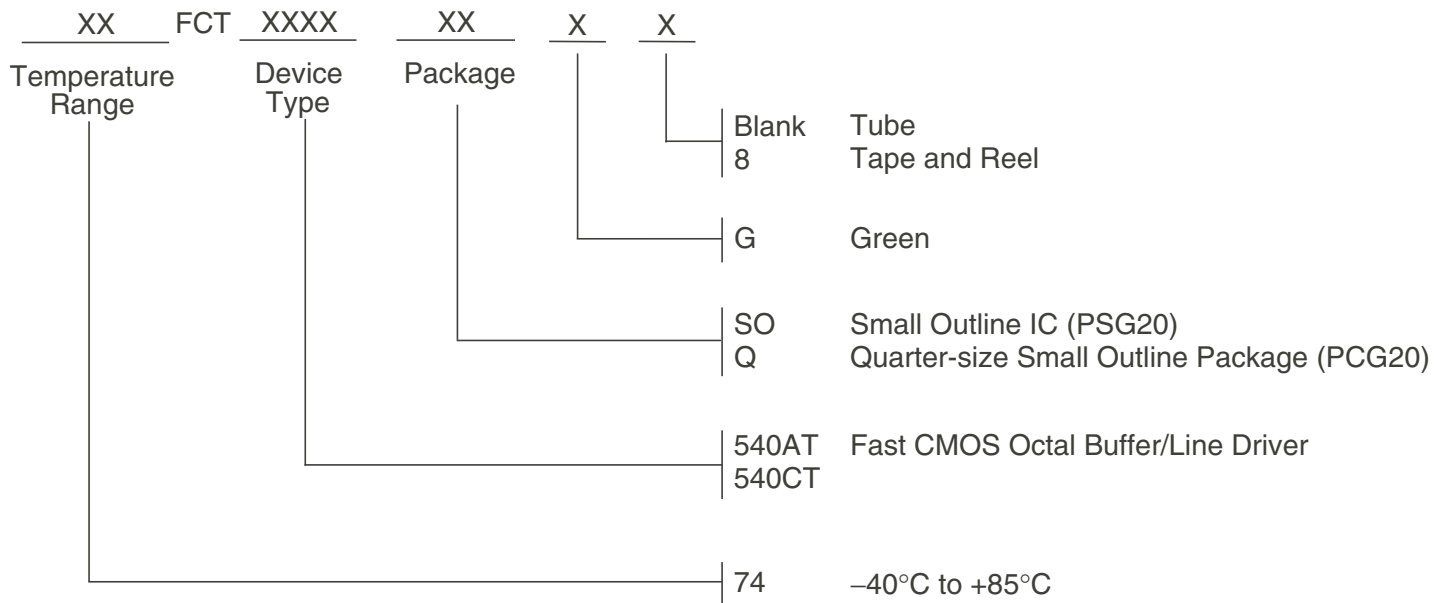 XX FCT XXXX XX X X
Temperature Range
Device Type
Package
Blank Tube
8 Tape and Reel
G Green
SO Small Outline IC (PSG20)
Q Quarter-size Small Outline Package (PCG20)
540AT Fast CMOS Octal Buffer/Line Driver
540CT
74 –40°C to +85°C